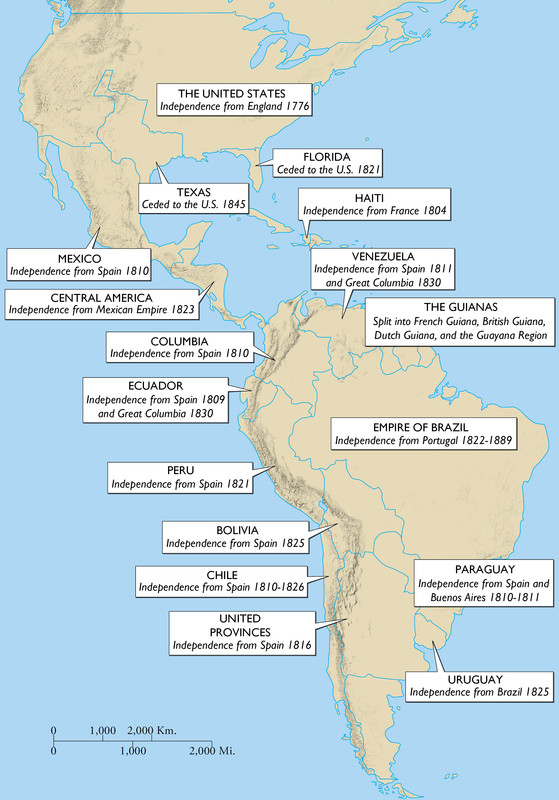 THE UNITED STATES
Independence from England 1776
FLORIDA
Ceded to the U.S. 1821
TEXAS
Ceded to the U.S. 1845
HAITI
Independence from France 1804
MEXICO
Independence from Spain 1810
VENEZUELA
Independence from Spain 1811
and Great Columbia 1830
CENTRAL AMERICA
Independence from Mexican Empire 1823
THE GUIANAS
Split into French Guiana, British Guiana,
Dutch Guiana, and the Guayana Region
COLUMBIA
Independence from Spain 1810
ECUADOR
Independence from Spain 1809
and Great Columbia 1830
EMPIRE OF BRAZIL
Independence from Portugal 1822-1889
PERU
Independence from Spain 1821
BOLIVIA
Independence from Spain 1825
CHILE
Independence from Spain 1810-1826
PARAGUAY
Independence from Spain and
Buenos Aires 1810-1811
UNITED
PROVINCES
Independence from Spain 1816
URUGUAY
Independence from Brazil 1825
0 1,000 2,000 Km.
0 1,000 2,000 Mi.